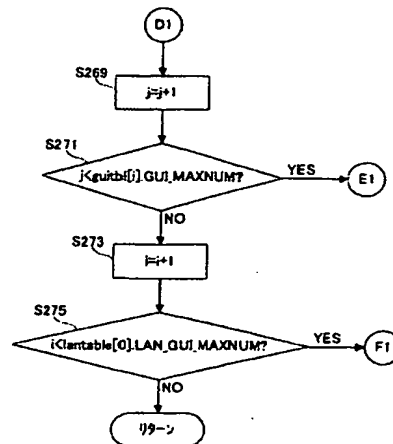 D1
S269
j=j+1
S271
j<guitbl[i].GUI_MAXNUM?
YES
E1
NO
S273
i=i+1
S275
i<lantable[0].LAN_GUI_MAXNUM?
YES
F1
NO
リターン